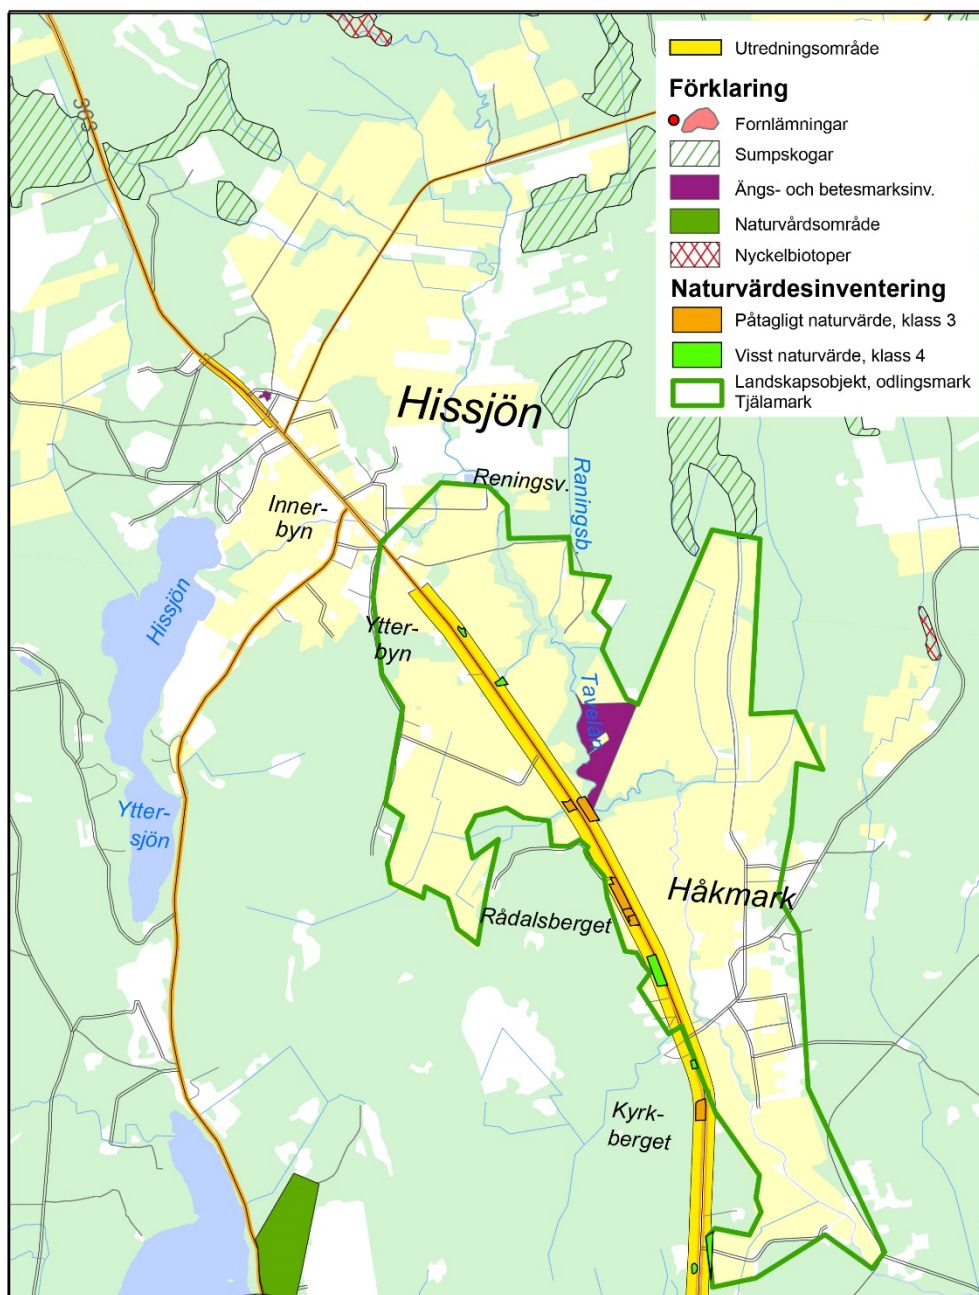 Utredningsområde
Förklaring
Fornlämningar
Sumpskogar
Ängs- och betesmarksinv.
Naturvårdsområde
Nyckelbiotoper
Naturvärdesinventering
Påtagligt naturvärde, klass 3
Visst naturvärde, klass 4
Landskapsobjekt, odlingsmark
Tjälamark
363
Hissjön
Reningsv.
Raningsb.
Inner-
byn
Hissjön
Ytter-
byn
Tavelån
Ytter-
sjön
Håkmark
Rådalsberget
Kyrk-
berget